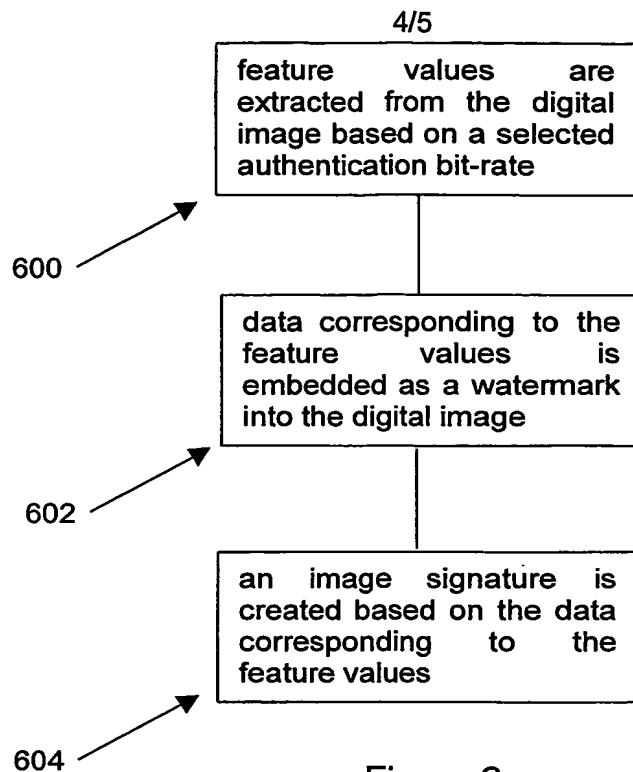 4/5
feature values are
extracted from the digital
image based on a selected
authentication bit-rate
600
data corresponding to the
feature values is
embedded as a watermark
into the digital image
602
an image signature is
created based on the data
corresponding to the
feature values
604